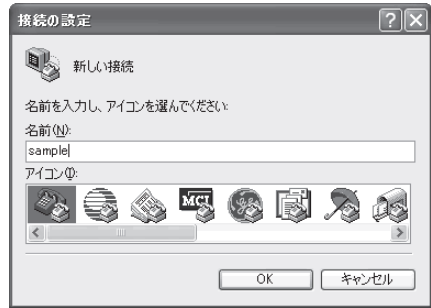 接続の設定
新しい接続
名前を入力し、アイコンを選んでください:
名前(N):
sample
アイコン(I):
MCI
OK
キャンセル